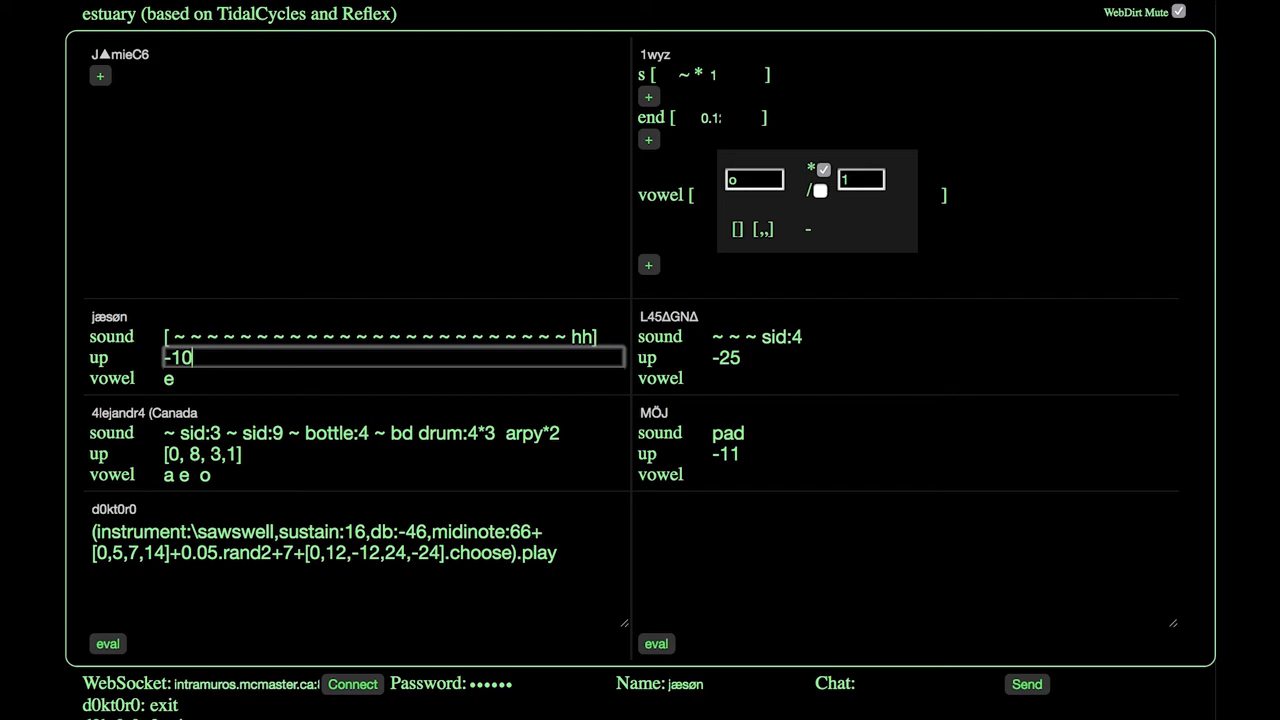 estuary (based on TidalCycles and Reflex)
WebDirt Mute
J▲mieC6
+
1wyz
s [ ~ * 1 ]
+
end [ 0.1 ]
+
vowel [ o * 1 ]
/
[] [,,] -
+
jæsøn
sound [ ~ ~ ~ ~ ~ ~ ~ ~ ~ ~ ~ ~ ~ ~ ~ ~ ~ ~ ~ ~ ~ ~ ~ ~ hh]
up -10
vowel e
L45ΔGNΔ
sound ~ ~ ~ sid:4
up -25
vowel
4lejandr4 (Canada
sound ~ sid:3 ~ sid:9 ~ bottle:4 ~ bd drum:4*3 arpy*2
up [0, 8, 3,1]
vowel a e o
MÖJ
sound pad
up -11
vowel
d0kt0r0
(instrument:\sawswell,sustain:16,db:-46,midinote:66+
[0,5,7,14]+0.05.rand2+7+[0,12,-12,24,-24].choose).play
eval
eval
WebSocket: intramuros.mcmaster.ca: Connect Password: •••••• Name: jæsøn Chat: Send
d0kt0r0: exit